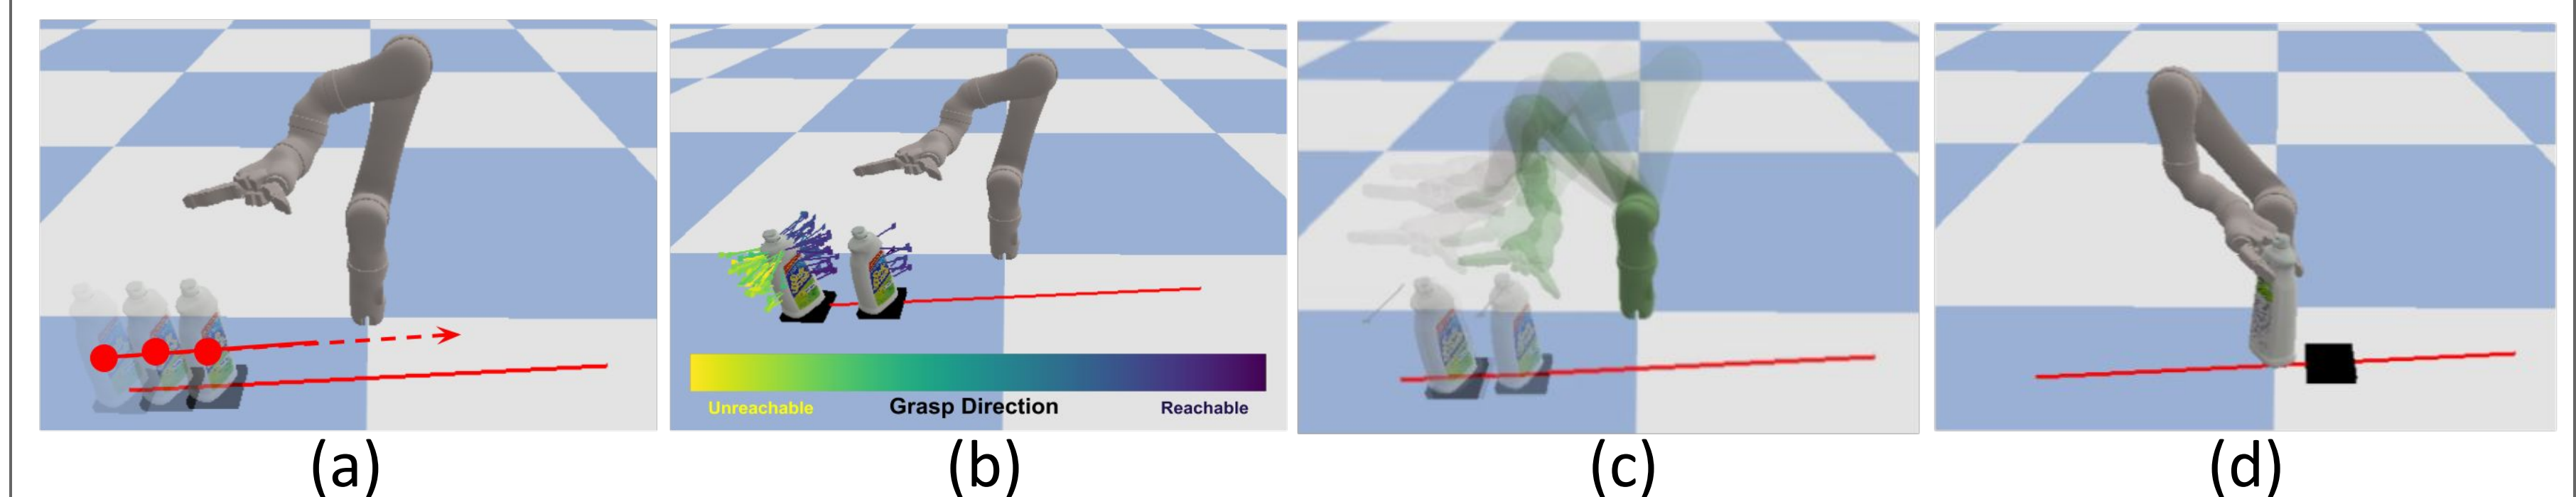 Unreachable Grasp Direction Reachable
(a) (b) (c) (d)